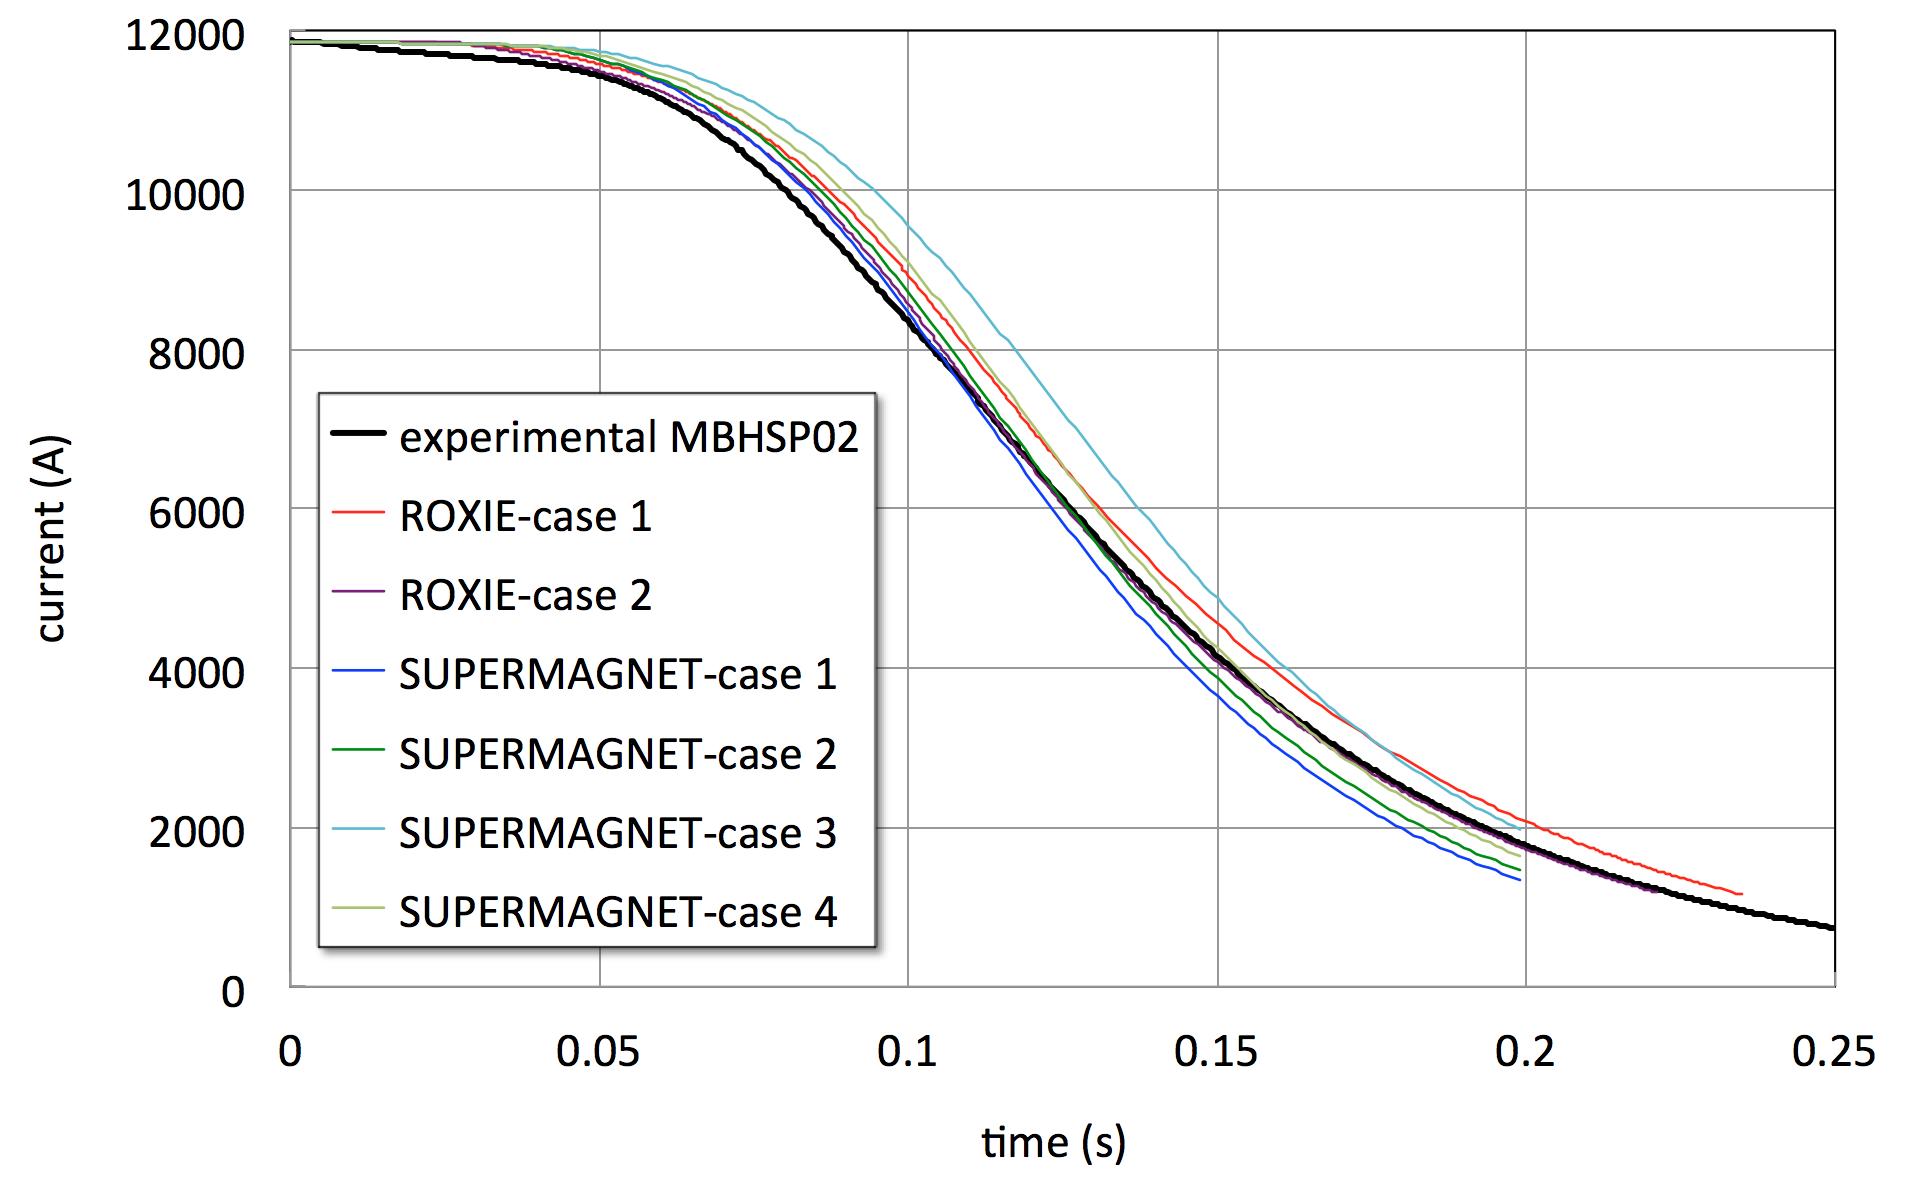 12000
10000
8000
6000
4000
2000
0
current (A)
experimental MBHSP02
ROXIE-case 1
ROXIE-case 2
SUPERMAGNET-case 1
SUPERMAGNET-case 2
SUPERMAGNET-case 3
SUPERMAGNET-case 4
0 0.05 0.1 0.15 0.2 0.25
time (s)